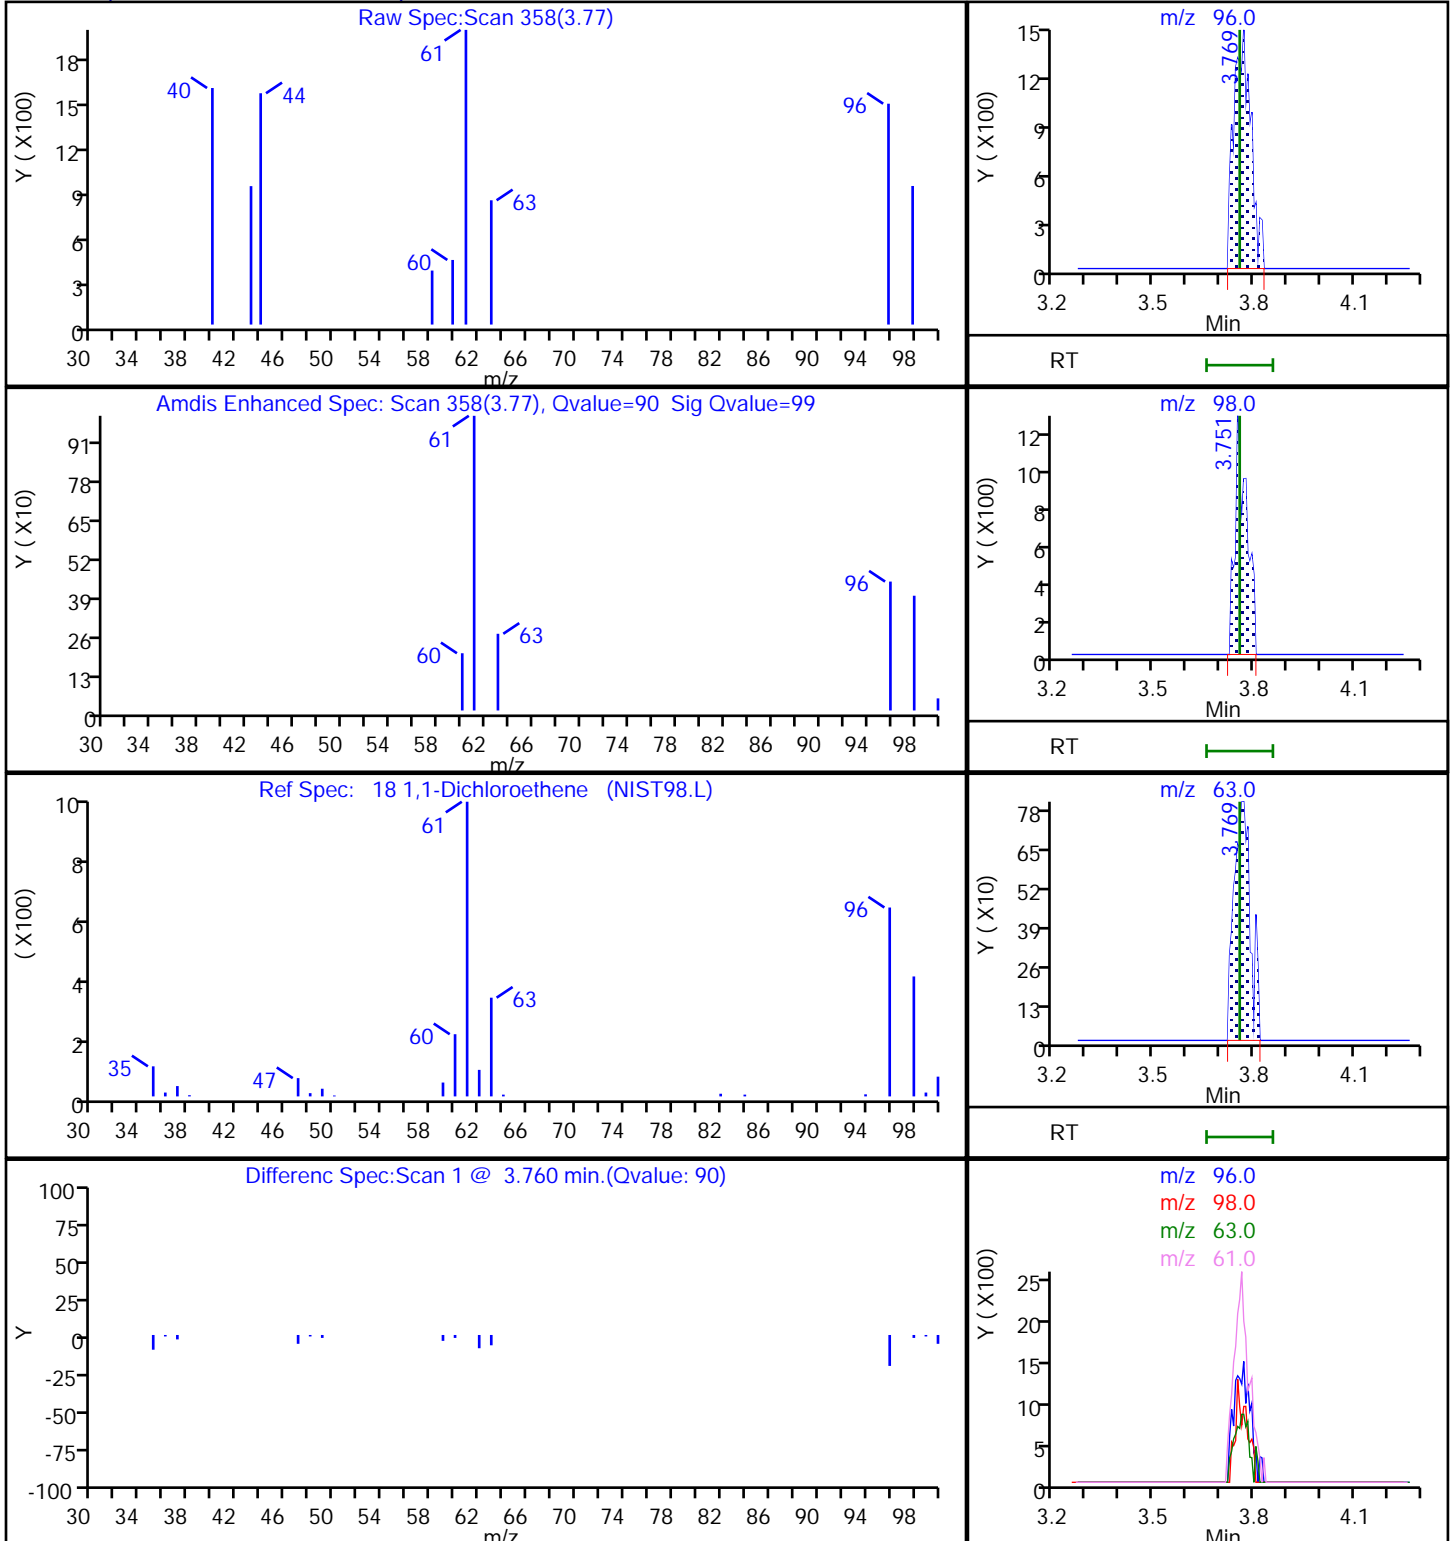 Raw Spec:Scan 358(3.77)
Y ( X100)
18
15
12
9
6
3
0
40
44
60
61
63
96
30 34 38 42 46 50 54 58 62 66 70 74 78 82 86 90 94 98
m/z
m/z 96.0
Y ( X100)
15
12
9
6
3
0
3.769
3.2 3.5 3.8 4.1
Min
RT
Amdis Enhanced Spec: Scan 358(3.77), Qvalue=90 Sig Qvalue=99
Y ( X10)
91
78
65
52
39
26
13
0
60
61
63
96
30 34 38 42 46 50 54 58 62 66 70 74 78 82 86 90 94 98
m/z
m/z 98.0
Y ( X100)
12
10
8
6
4
2
0
3.751
3.2 3.5 3.8 4.1
Min
RT
Ref Spec: 18 1,1-Dichloroethene (NIST98.L)
( X100)
10
8
6
4
2
0
35
47
60
61
63
96
30 34 38 42 46 50 54 58 62 66 70 74 78 82 86 90 94 98
m/z 63.0
Y ( X10)
78
65
52
39
26
13
0
3.769
3.2 3.5 3.8 4.1
Min
RT
Differenc Spec:Scan 1 @ 3.760 min.(Qvalue: 90)
Y
100
75
50
25
0
-25
-50
-75
-100
30 34 38 42 46 50 54 58 62 66 70 74 78 82 86 90 94 98
m/z
m/z 96.0
m/z 98.0
m/z 63.0
m/z 61.0
Y ( X100)
25
20
15
10
5
0
3.2 3.5 3.8 4.1
Min